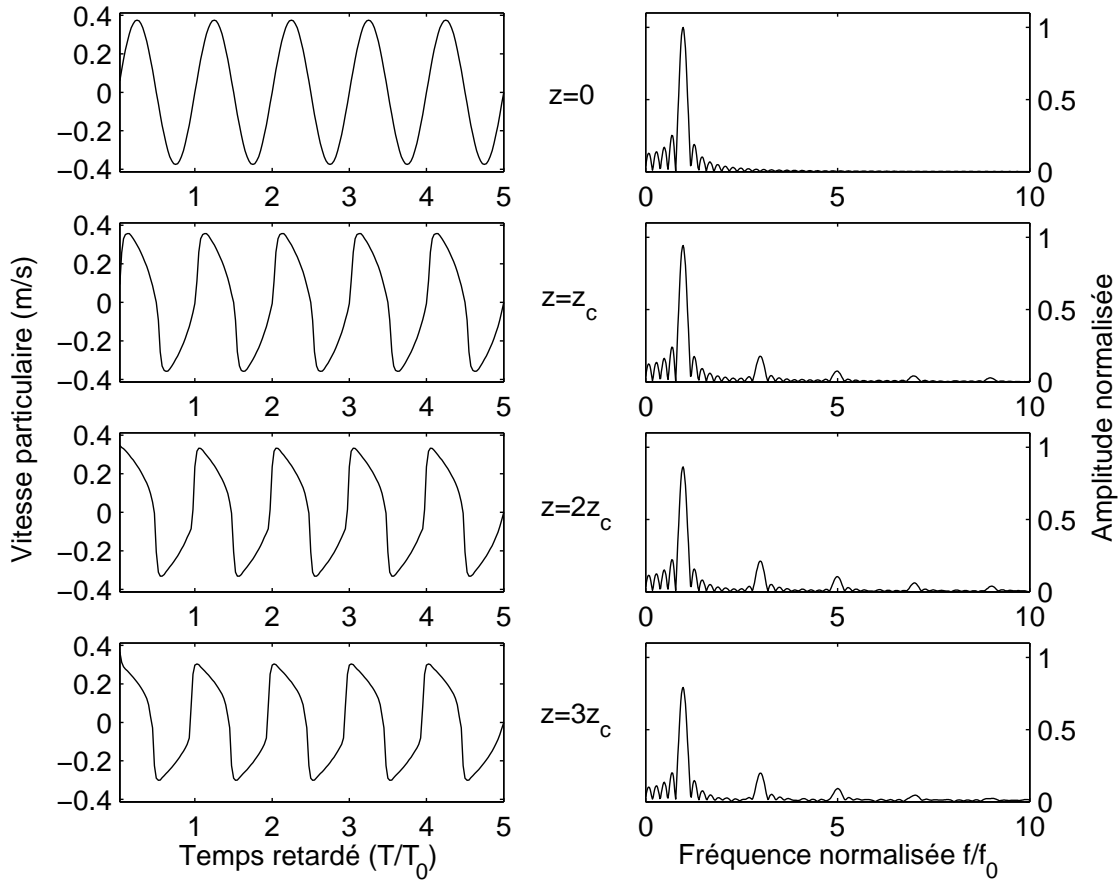 0.4
0.2
0
−0.2
−0.4
1 2 3 4 5
z=0
1
0.5
0
0 5 10
0.4
0.2
0
−0.2
−0.4
1 2 3 4 5
z=z_c
1
0.5
0
0 5 10
0.4
0.2
0
−0.2
−0.4
1 2 3 4 5
z=2z_c
1
0.5
0
0 5 10
0.4
0.2
0
−0.2
−0.4
1 2 3 4 5
z=3z_c
1
0.5
0
0 5 10
Vitesse particulaire (m/s)
Amplitude normalisée
Temps retardé (T/T_0)
Fréquence normalisée f/f_0